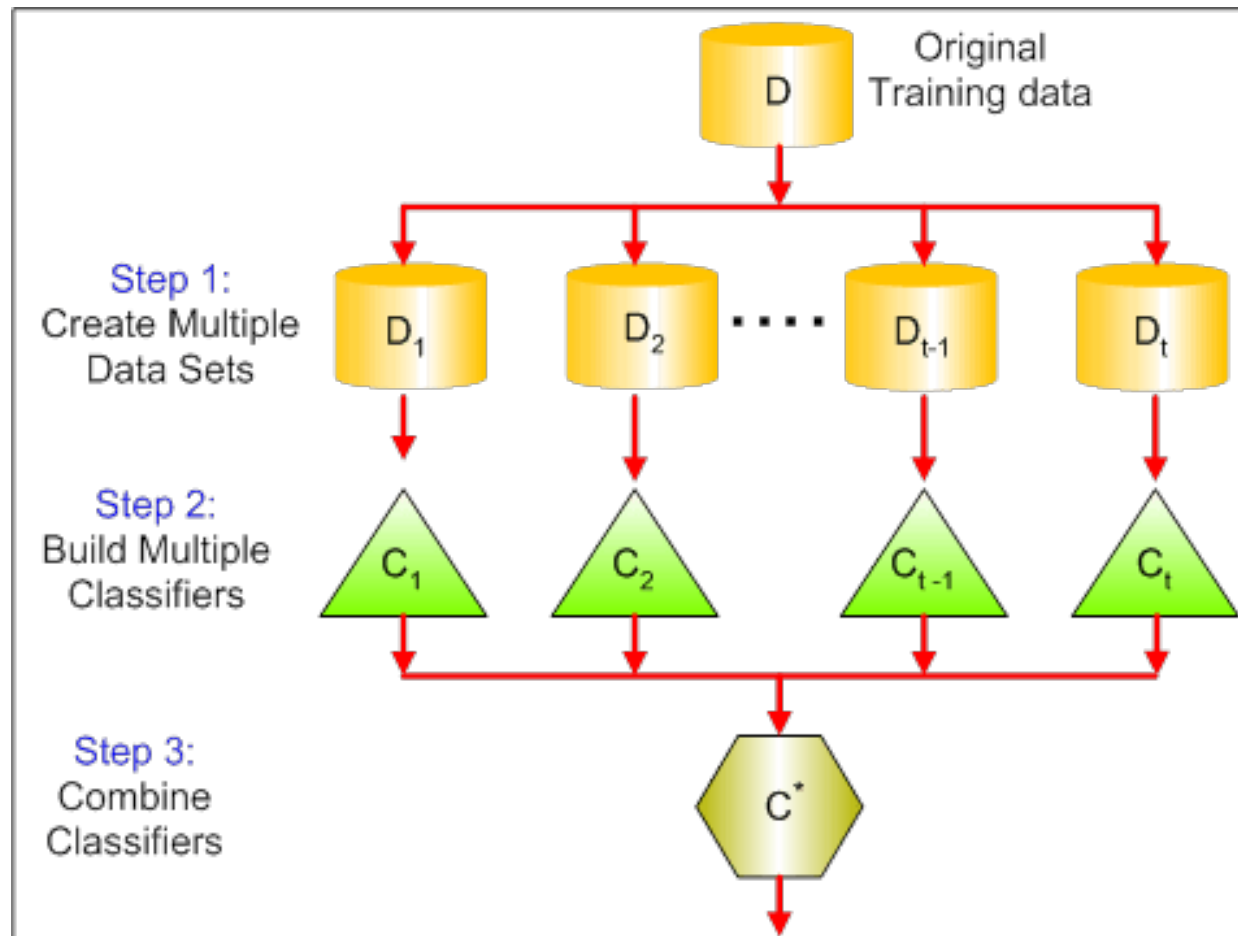 D
Original
Training data
Step 1:
Create Multiple
Data Sets
D₁
D₂
....
Dₜ₋₁
Dₜ
Step 2:
Build Multiple
Classifiers
C₁
C₂
Cₜ₋₁
Cₜ
Step 3:
Combine
Classifiers
C*